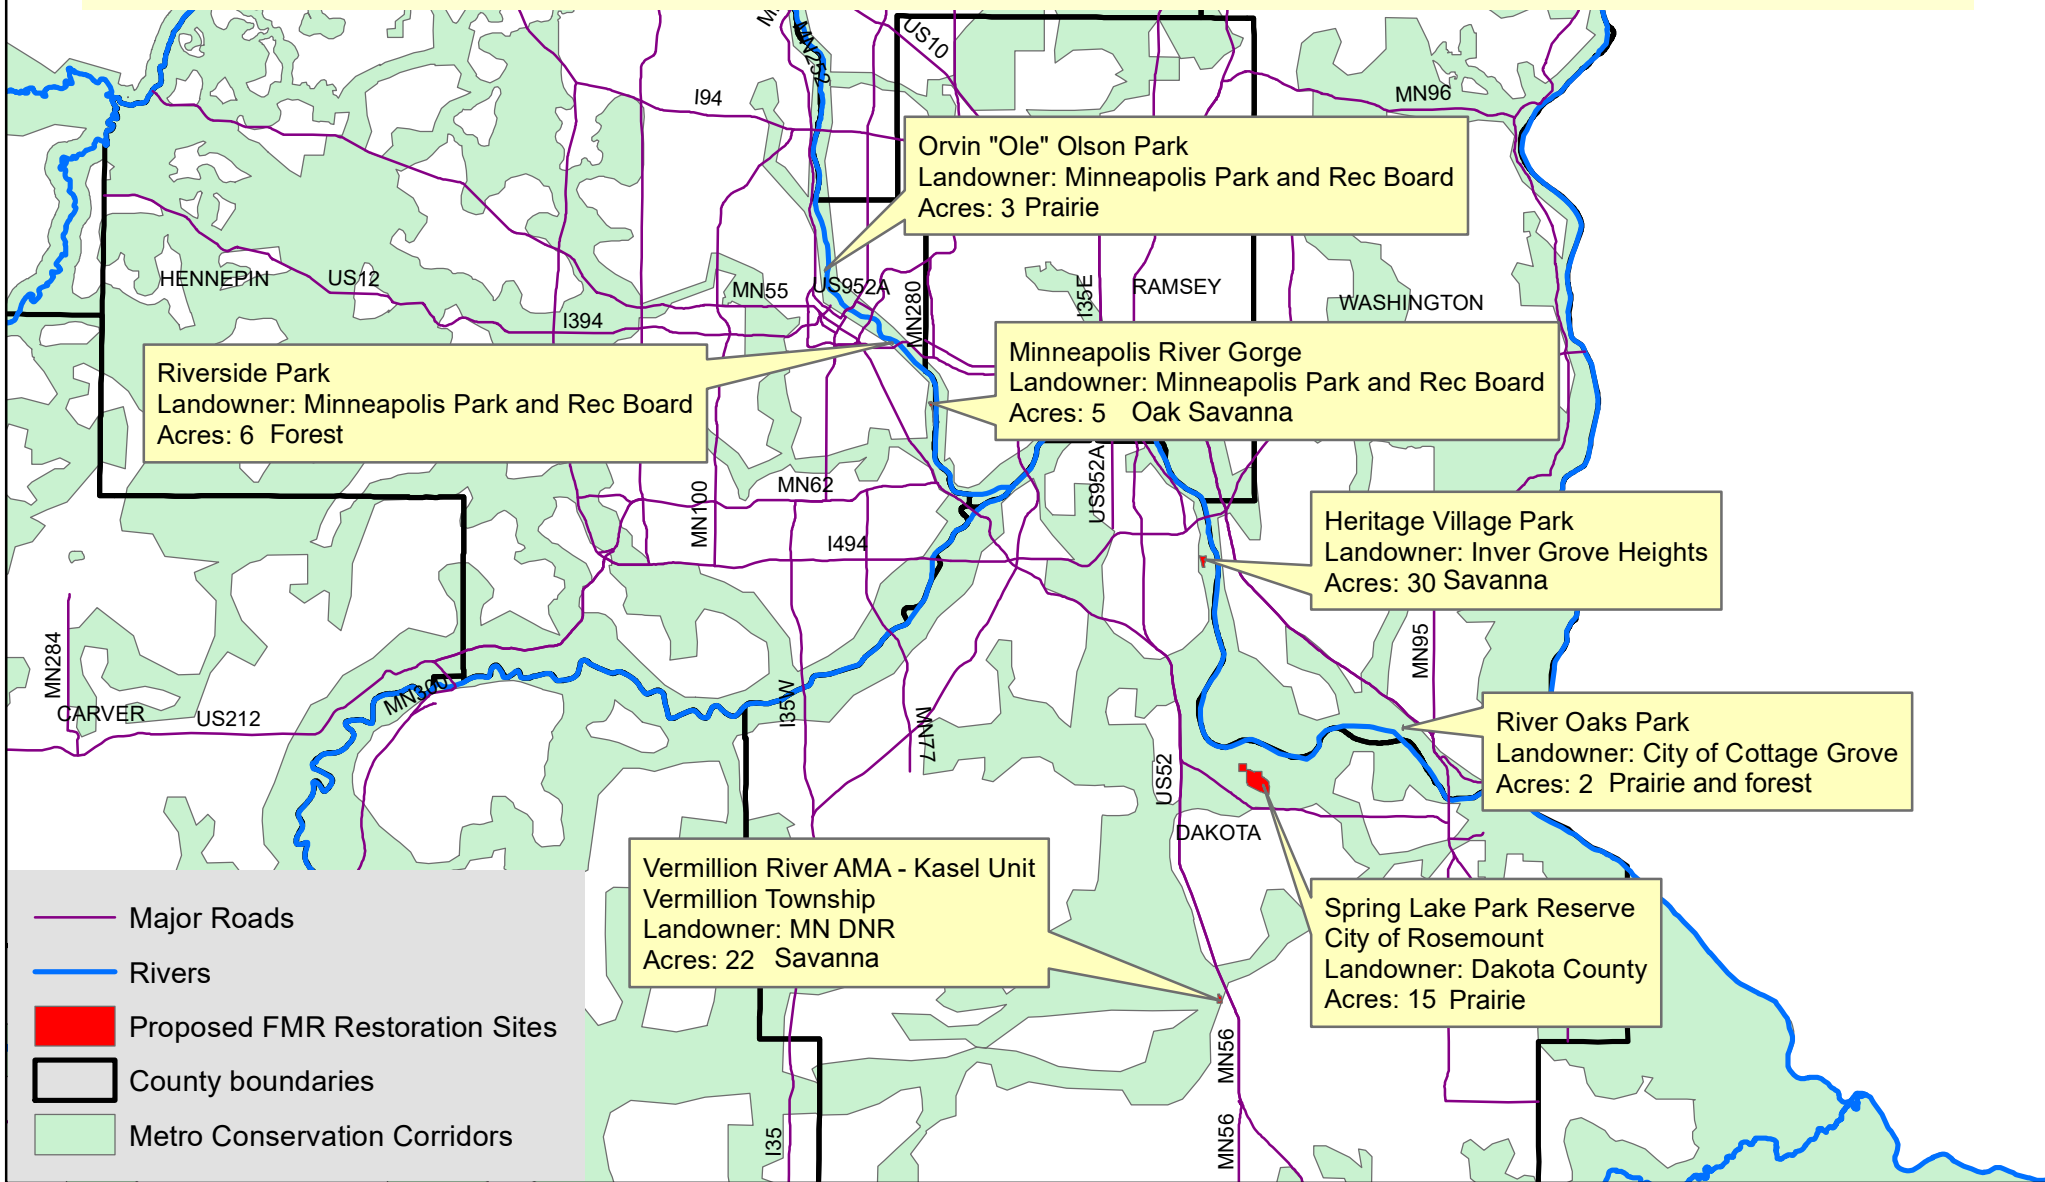 MN252
US10
I94
MN96
Orvin "Ole" Olson Park
Landowner: Minneapolis Park and Rec Board
Acres: 3 Prairie
HENNEPIN
US12
MN55
US952A
MN280
I35E
RAMSEY
WASHINGTON
I394
Riverside Park
Landowner: Minneapolis Park and Rec Board
Acres: 6 Forest
Minneapolis River Gorge
Landowner: Minneapolis Park and Rec Board
Acres: 5 Oak Savanna
MN62
MN100
US952A
I494
Heritage Village Park
Landowner: Inver Grove Heights
Acres: 30 Savanna
MN284
CARVER
US212
MN300
I35W
MN77
MN95
US52
River Oaks Park
Landowner: City of Cottage Grove
Acres: 2 Prairie and forest
DAKOTA
Vermillion River AMA - Kasel Unit
Vermillion Township
Landowner: MN DNR
Acres: 22 Savanna
Spring Lake Park Reserve
City of Rosemount
Landowner: Dakota County
Acres: 15 Prairie
MN56
MN56
I35
Major Roads
Rivers
Proposed FMR Restoration Sites
County boundaries
Metro Conservation Corridors